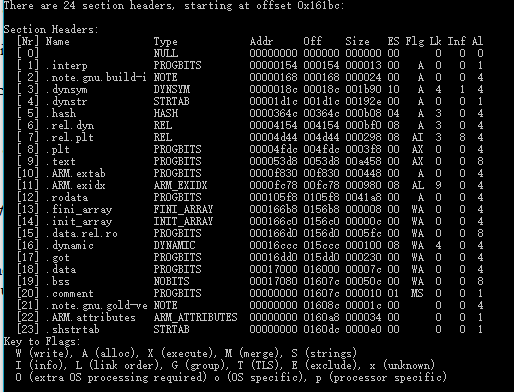 There are 24 section headers, starting at offset 0x161bc:
Section Headers:
[Nr] Name Type Addr Off Size ES Flg Lk Inf Al
[ 0] NULL 00000000 000000 000000 00 0 0 0
[ 1] .interp PROGBITS 00000154 000154 000013 00 A 0 0 1
[ 2] .note.gnu.build-i NOTE 00000168 000168 000024 00 A 0 0 4
[ 3] .dynsym DYNSYM 0000018c 00018c 001b90 10 A 4 1 4
[ 4] .dynstr STRTAB 00001d1c 001d1c 00192e 00 A 0 0 1
[ 5] .hash HASH 0000364c 00364c 000b08 04 A 3 0 4
[ 6] .rel.dyn REL 00004154 004154 000bf0 08 A 3 0 4
[ 7] .rel.plt REL 00004d44 004d44 000298 08 AI 3 8 4
[ 8] .plt PROGBITS 00004fdc 004fdc 0003f8 00 AX 0 0 4
[ 9] .text PROGBITS 000053d8 0053d8 00a458 00 AX 0 0 8
[10] .ARM.extab PROGBITS 0000f830 00f830 000448 00 A 0 0 4
[11] .ARM.exidx ARM_EXIDX 0000fc78 00fc78 000980 08 AL 9 0 4
[12] .rodata PROGBITS 000105f8 0105f8 0041a8 00 A 0 0 4
[13] .fini_array FINI_ARRAY 000166b8 0156b8 000008 00 WA 0 0 4
[14] .init_array INIT_ARRAY 000166c0 0156c0 00000c 00 WA 0 0 4
[15] .data.rel.ro PROGBITS 000166d0 0156d0 0005fc 00 WA 0 0 8
[16] .dynamic DYNAMIC 00016ccc 015ccc 000100 08 WA 4 0 4
[17] .got PROGBITS 00016dd0 015dd0 000230 00 WA 0 0 4
[18] .data PROGBITS 00017000 016000 00007c 00 WA 0 0 4
[19] .bss NOBITS 00017080 01607c 00050c 00 WA 0 0 8
[20] .comment PROGBITS 00000000 01607c 000010 01 MS 0 0 1
[21] .note.gnu.gold-ve NOTE 00000000 01608c 00001c 00 0 0 4
[22] .ARM.attributes ARM_ATTRIBUTES 00000000 0160a8 000034 00 0 0 1
[23] .shstrtab STRTAB 00000000 0160dc 0000e0 00 0 0 1
Key to Flags:
W (write), A (alloc), X (execute), M (merge), S (strings)
I (info), L (link order), G (group), T (TLS), E (exclude), x (unknown)
O (extra OS processing required) o (OS specific), p (processor specific)